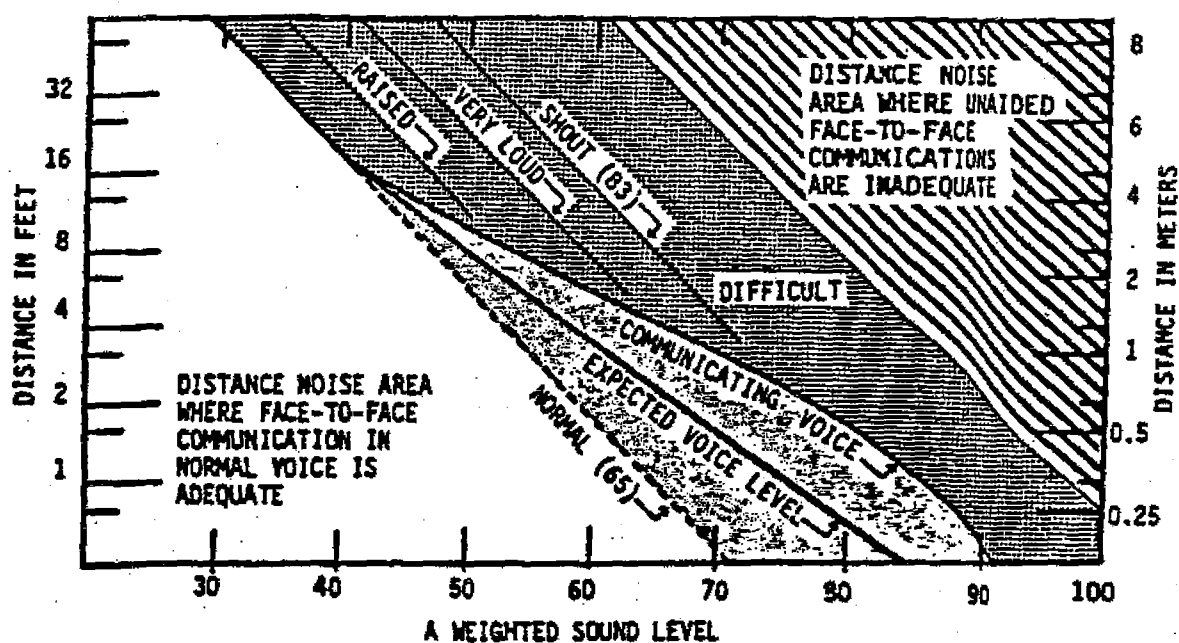 DISTANCE IN FEET
32
16
8
4
2
1
RAISED
VERY LOUD
SHOUT (83)
DISTANCE NOISE
AREA WHERE UNAIDED
FACE-TO-FACE
COMMUNICATIONS
ARE INADEQUATE
DIFFICULT
COMMUNICATING VOICE
EXPECTED VOICE LEVEL
NORMAL (65)
DISTANCE NOISE AREA
WHERE FACE-TO-FACE
COMMUNICATION IN
NORMAL VOICE IS
ADEQUATE
8
6
4
2
1
0.5
0.25
DISTANCE IN METERS
30 40 50 60 70 80 90 100
A WEIGHTED SOUND LEVEL